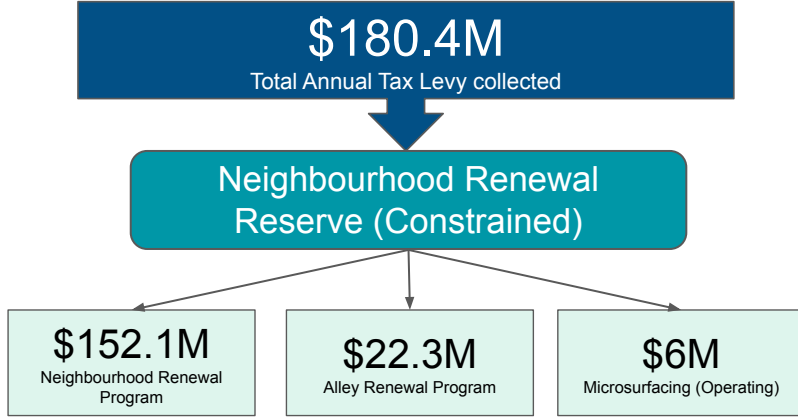 $180.4M
Total Annual Tax Levy collected
Neighbourhood Renewal
Reserve (Constrained)
$152.1M
Neighbourhood Renewal
Program
$22.3M
Alley Renewal Program
$6M
Microsurfacing (Operating)